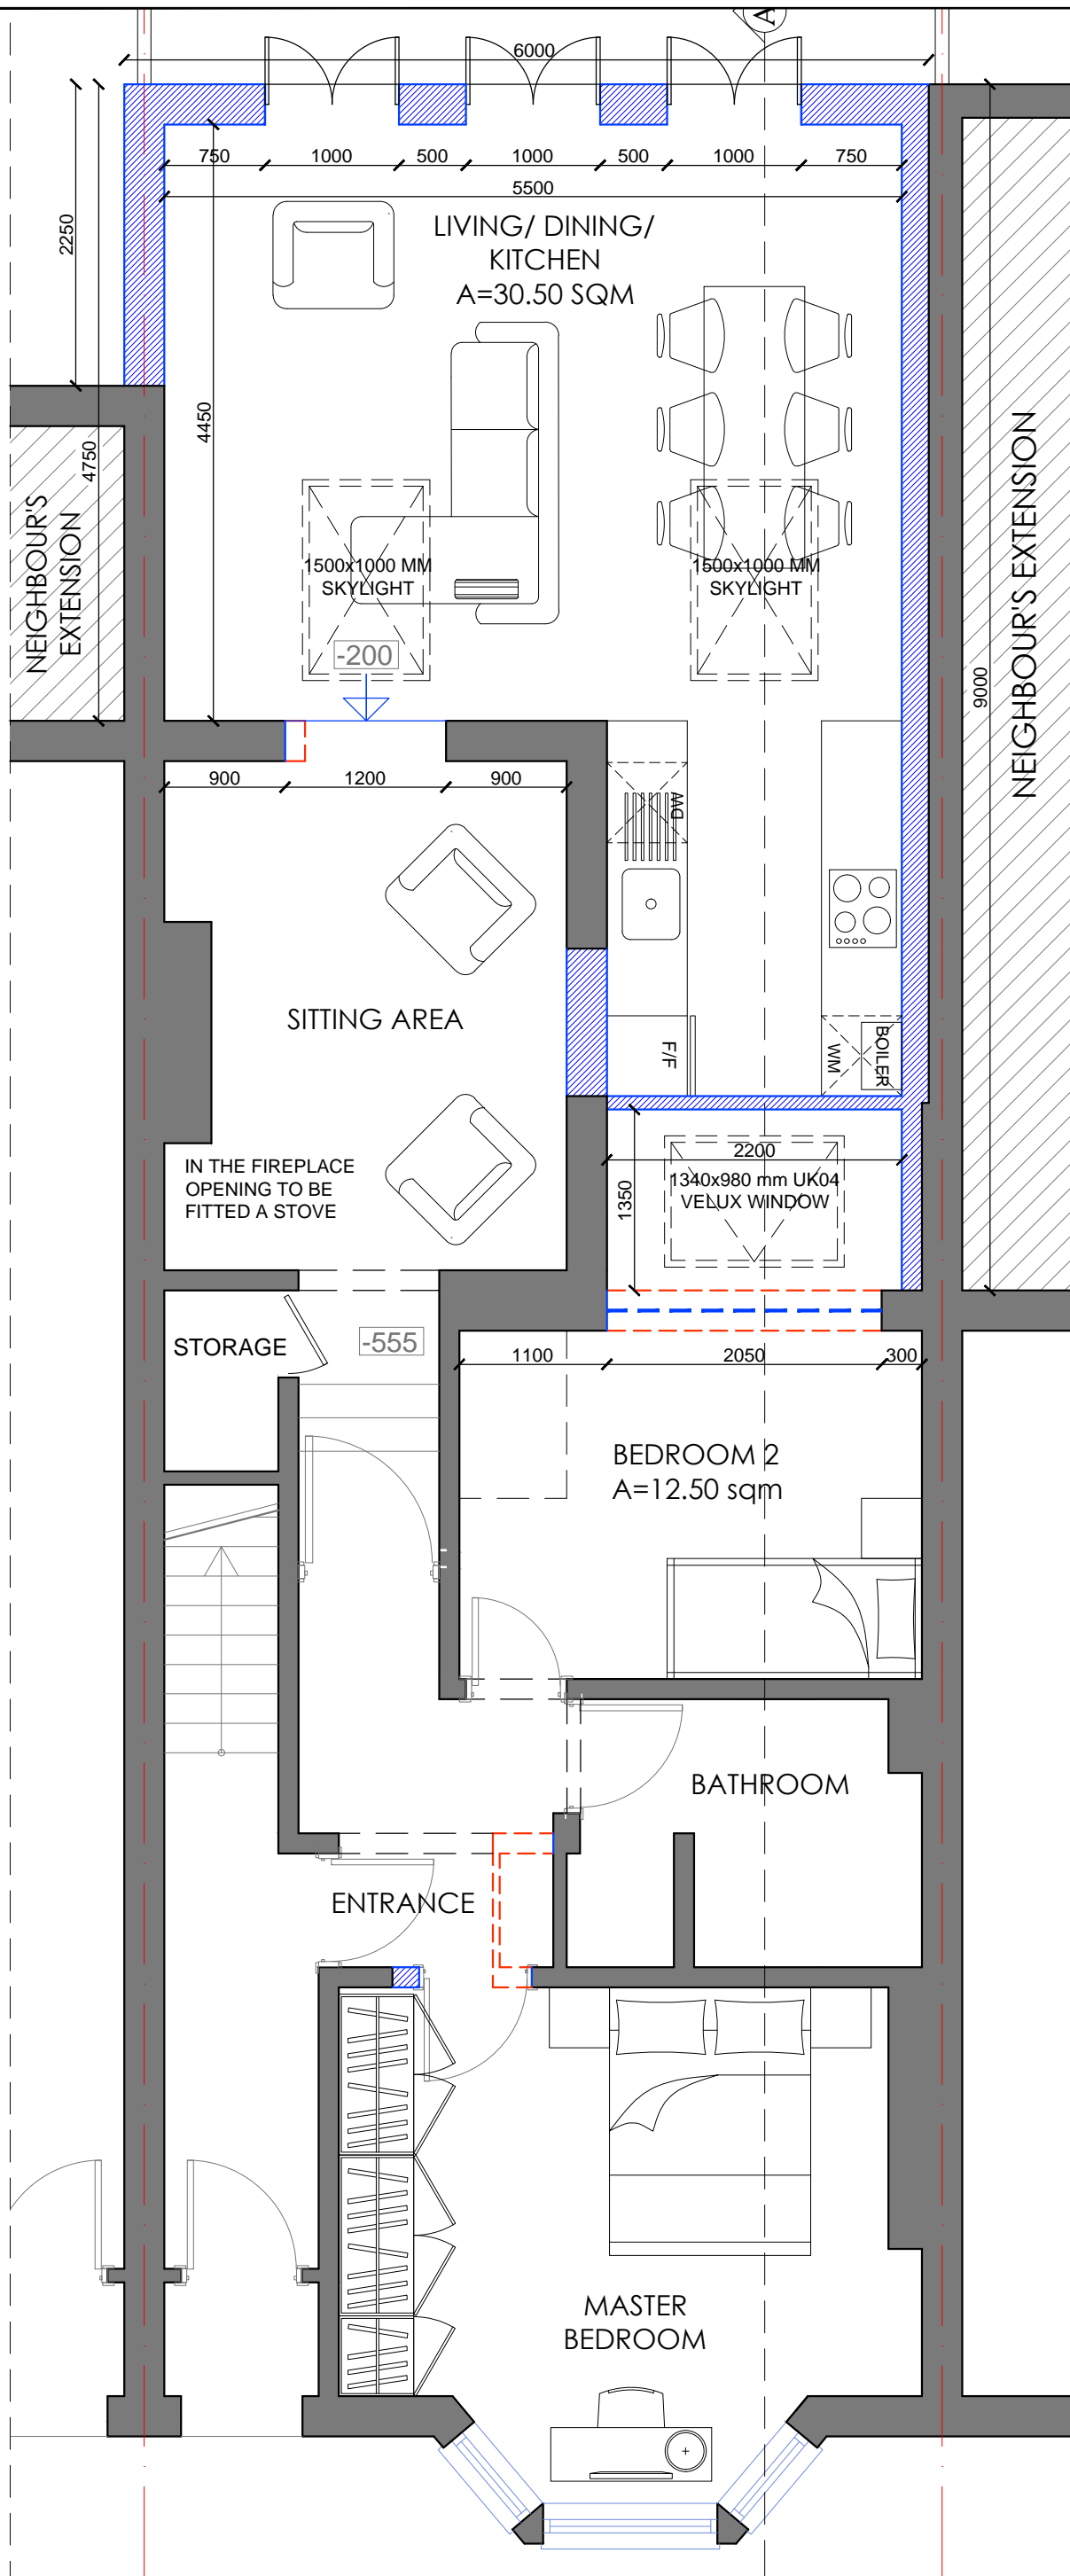 A
6000
750
1000
500
1000
500
1000
750
5500
2250
LIVING/ DINING/
KITCHEN
A=30.50 SQM
4450
4750
NEIGHBOUR'S
EXTENSION
NEIGHBOUR'S EXTENSION
1500x1000 MM
SKYLIGHT
1500x1000 MM
SKYLIGHT
-200
9000
900
1200
900
DW
SITTING AREA
F/F
WM
BOILER
IN THE FIREPLACE
OPENING TO BE
FITTED A STOVE
2200
1340x980 mm UK04
VELUX WINDOW
1350
STORAGE
-555
1100
2050
300
BEDROOM 2
A=12.50 sqm
BATHROOM
ENTRANCE
MASTER
BEDROOM